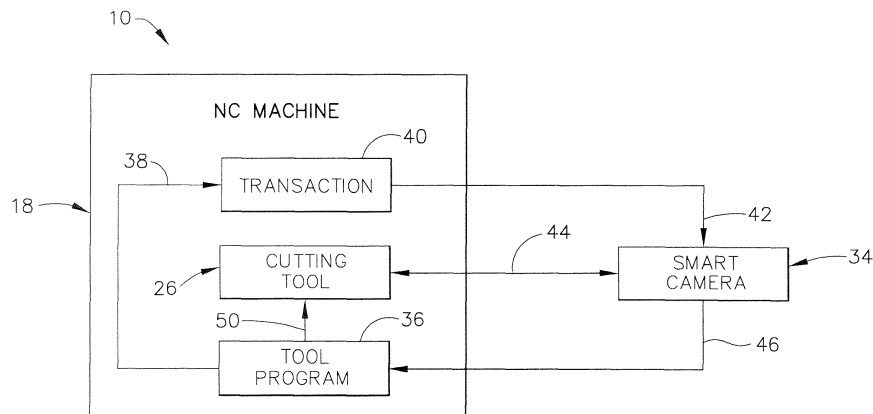 10
NC MACHINE
40
38
TRANSACTION
18
42
44
CUTTING
TOOL
SMART
CAMERA
34
26
50
36
46
TOOL
PROGRAM